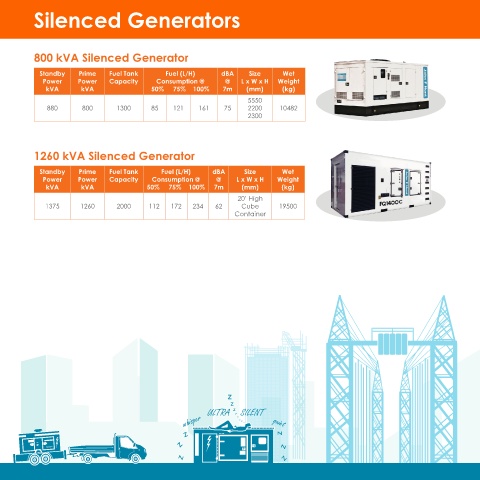 Silenced Generators
800 kVA Silenced Generator
Standby Power kVA Prime Power kVA Fuel Tank Capacity Fuel (L/H) Consumption @ 50% 75% 100% dBA @ 7m Size L x W x H (mm) Wet Weight (kg)
880 800 1300 85 121 161 75 5550 2200 2300 10482
1260 kVA Silenced Generator
Standby Power kVA Prime Power kVA Fuel Tank Capacity Fuel (L/H) Consumption @ 50% 75% 100% dBA @ 7m Size L x W x H (mm) Wet Weight (kg)
1375 1260 2000 112 172 234 62 20' High Cube Container 19500
FG1400C
z z z
ULTRA - SILENT
whisper quiet
z z z z z z